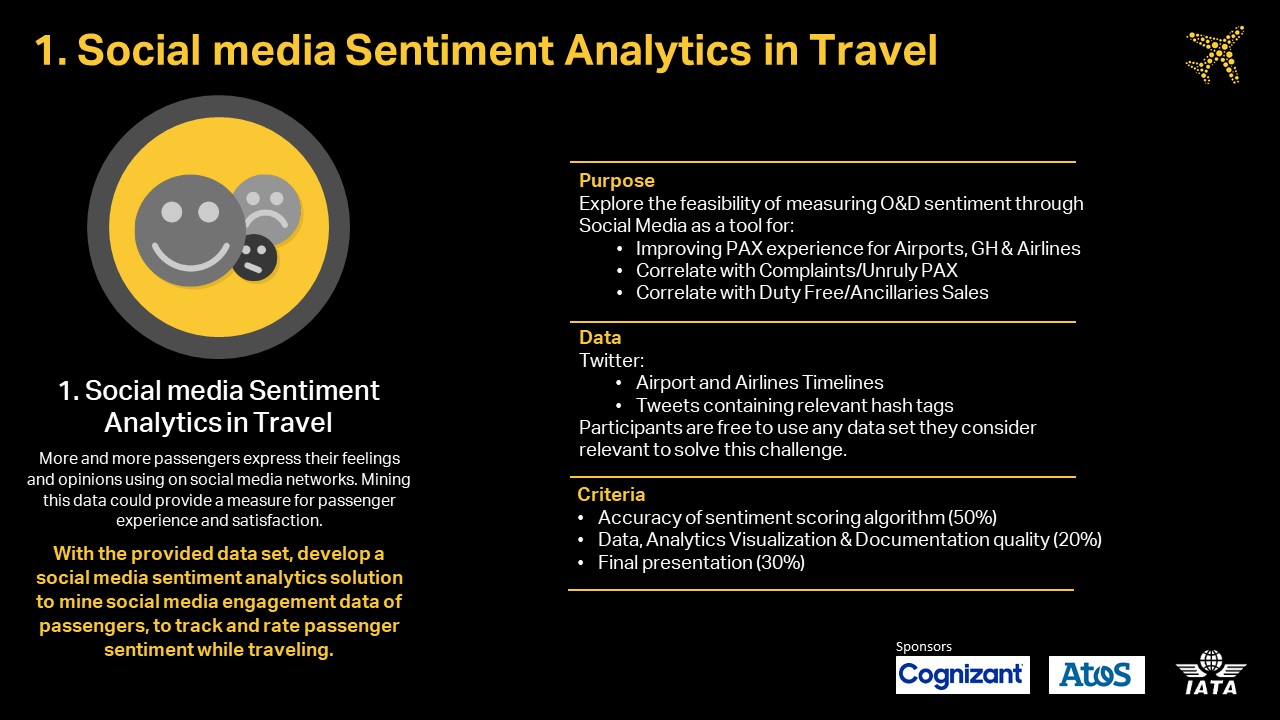 1. Social media Sentiment Analytics in Travel
1. Social media Sentiment
Analytics in Travel
More and more passengers express their feelings
and opinions using on social media networks. Mining
this data could provide a measure for passenger
experience and satisfaction.
With the provided data set, develop a
social media sentiment analytics solution
to mine social media engagement data of
passengers, to track and rate passenger
sentiment while traveling.
Purpose
Explore the feasibility of measuring O&D sentiment through
Social Media as a tool for:
• Improving PAX experience for Airports, GH & Airlines
• Correlate with Complaints/Unruly PAX
• Correlate with Duty Free/Ancillaries Sales
Data
Twitter:
• Airport and Airlines Timelines
• Tweets containing relevant hash tags
Participants are free to use any data set they consider
relevant to solve this challenge.
Criteria
• Accuracy of sentiment scoring algorithm (50%)
• Data, Analytics Visualization & Documentation quality (20%)
• Final presentation (30%)
Sponsors
Cognizant
Atos
IATA